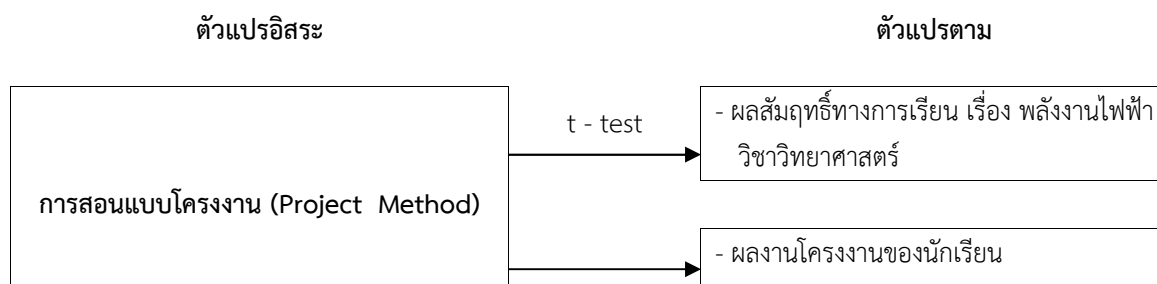 ตัวแปรอิสระ
ตัวแปรตาม
t - test
- ผลสัมฤทธิ์ทางการเรียน เรื่อง พลังงานไฟฟ้า
วิชาวิทยาศาสตร์
การสอนแบบโครงงาน (Project Method)
- ผลงานโครงงานของนักเรียน